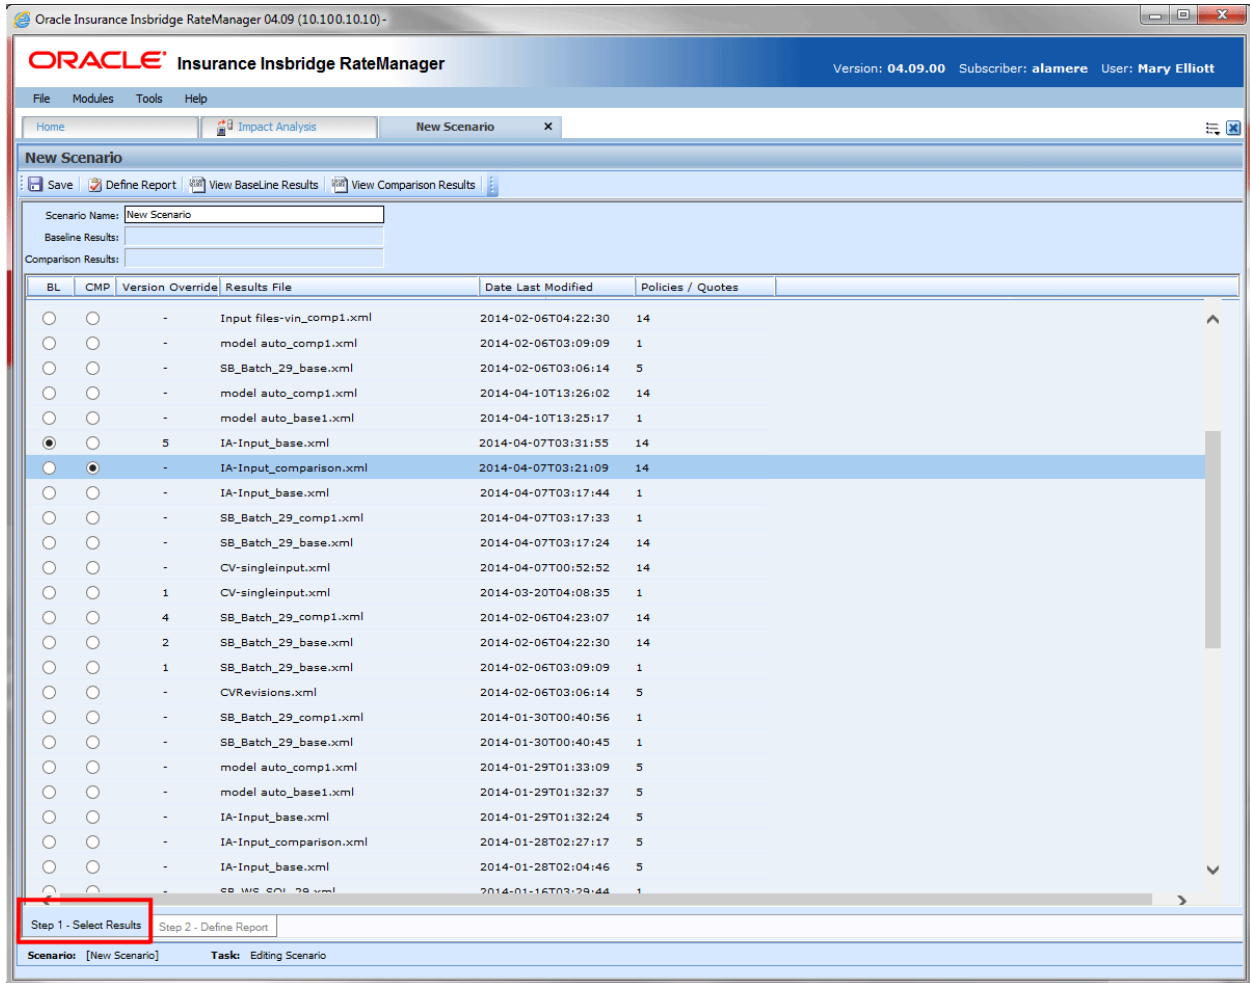 Oracle Insurance Insbridge RateManager 04.09 (10.100.10.10) -
ORACLE Insurance Insbridge RateManager
Version: 04.09.00 Subscriber: alamere User: Mary Elliott
File Modules Tools Help
Home Impact Analysis New Scenario x
New Scenario
Save Define Report View BaseLine Results View Comparison Results
Scenario Name: New Scenario
Baseline Results:
Comparison Results:
BL CMP Version Override Results File Date Last Modified Policies / Quotes
- Input files-vin_comp1.xml 2014-02-06T04:22:30 14
- model auto_comp1.xml 2014-02-06T03:09:09 1
- SB_Batch_29_base.xml 2014-02-06T03:06:14 5
- model auto_comp1.xml 2014-04-10T13:26:02 14
- model auto_base1.xml 2014-04-10T13:25:17 1
5 IA-Input_base.xml 2014-04-07T03:31:55 14
- IA-Input_comparison.xml 2014-04-07T03:21:09 14
- IA-Input_base.xml 2014-04-07T03:17:44 1
- SB_Batch_29_comp1.xml 2014-04-07T03:17:33 1
- SB_Batch_29_base.xml 2014-04-07T03:17:24 14
- CV-singleinput.xml 2014-04-07T00:52:52 14
1 CV-singleinput.xml 2014-03-20T04:08:35 1
4 SB_Batch_29_comp1.xml 2014-02-06T04:23:07 14
2 SB_Batch_29_base.xml 2014-02-06T04:22:30 14
1 SB_Batch_29_base.xml 2014-02-06T03:09:09 1
- CVRevisions.xml 2014-02-06T03:06:14 5
- SB_Batch_29_comp1.xml 2014-01-30T00:40:56 1
- SB_Batch_29_base.xml 2014-01-30T00:40:45 1
- model auto_comp1.xml 2014-01-29T01:33:09 5
- model auto_base1.xml 2014-01-29T01:32:37 5
- IA-Input_base.xml 2014-01-29T01:32:24 5
- IA-Input_comparison.xml 2014-01-28T02:27:17 5
- IA-Input_base.xml 2014-01-28T02:04:46 5
- SB_WS_SQL_29.xml 2014-01-16T03:29:44 1
Step 1 - Select Results Step 2 - Define Report
Scenario: [New Scenario] Task: Editing Scenario